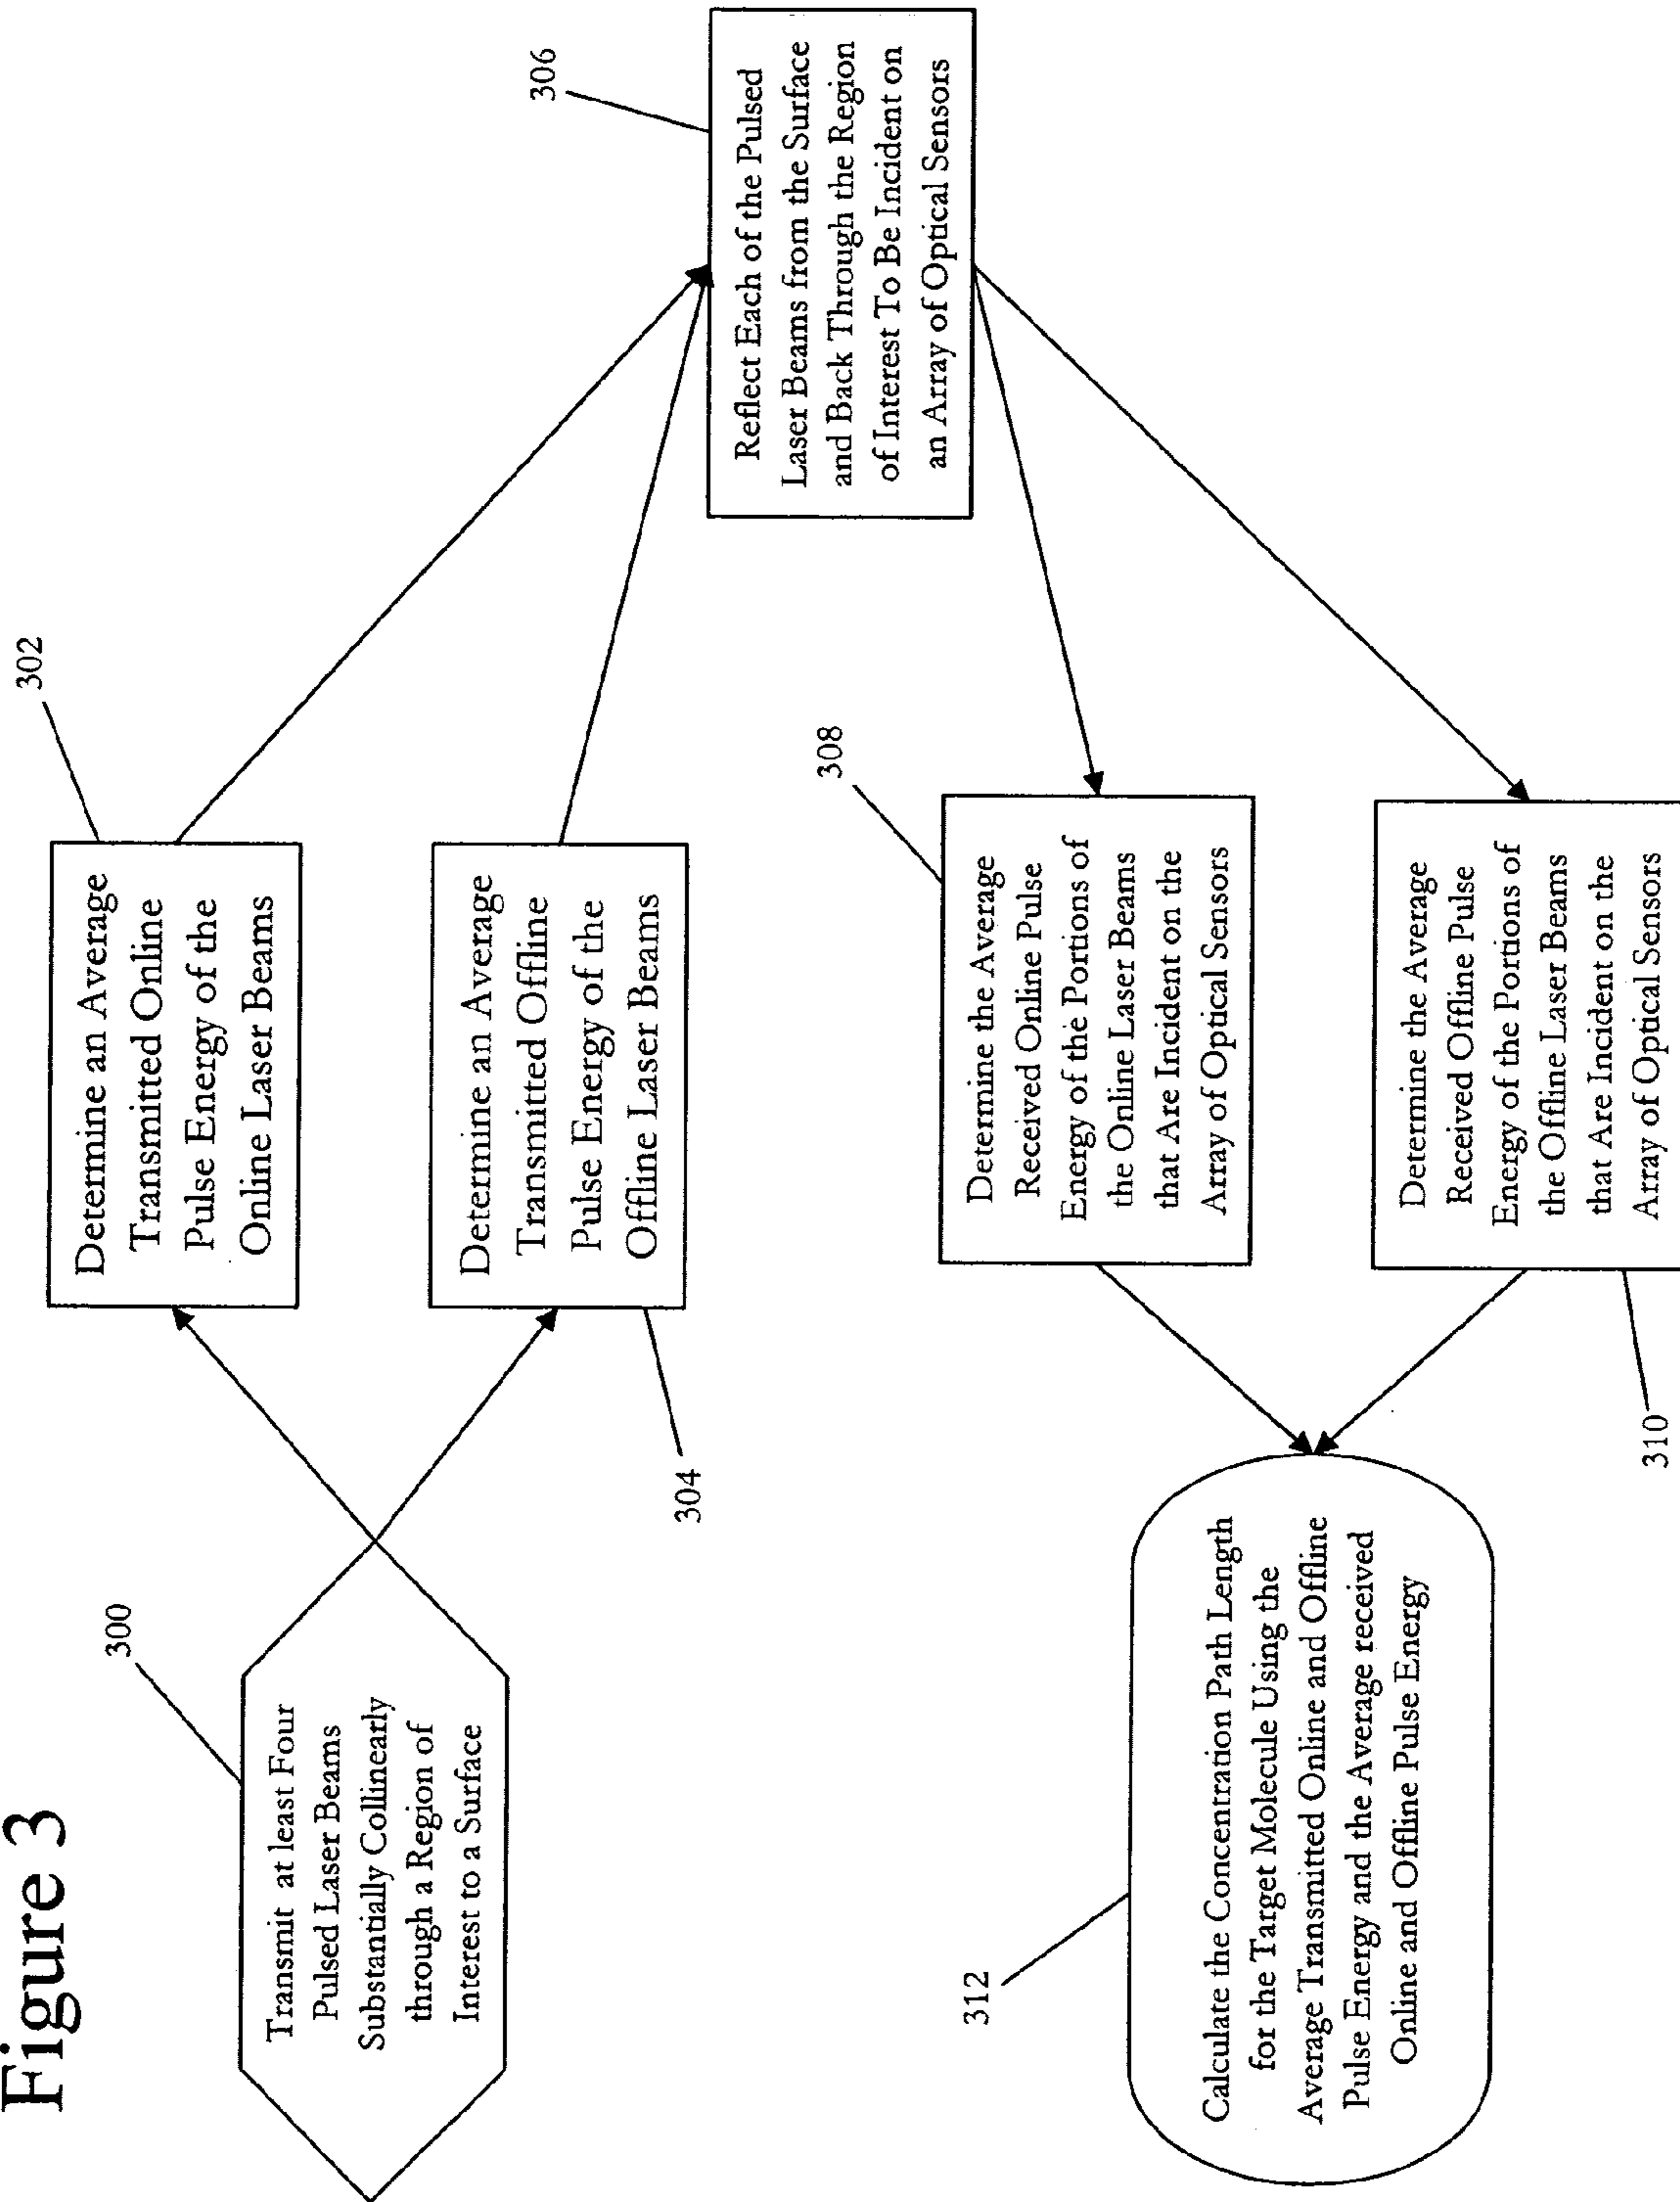 Figure 3
300
Transmit at least Four
Pulsed Laser Beams
Substantially Collinearly
through a Region of
Interest to a Surface
302
Determine an Average
Transmitted Online
Pulse Energy of the
Online Laser Beams
304
Determine an Average
Transmitted Offline
Pulse Energy of the
Offline Laser Beams
306
Reflect Each of the Pulsed
Laser Beams from the Surface
and Back Through the Region
of Interest To Be Incident on
an Array of Optical Sensors
308
Determine the Average
Received Online Pulse
Energy of the Portions of
the Online Laser Beams
that Are Incident on the
Array of Optical Sensors
310
Determine the Average
Received Offline Pulse
Energy of the Portions of
the Offline Laser Beams
that Are Incident on the
Array of Optical Sensors
312
Calculate the Concentration Path Length
for the Target Molecule Using the
Average Transmitted Online and Offline
Pulse Energy and the Average received
Online and Offline Pulse Energy